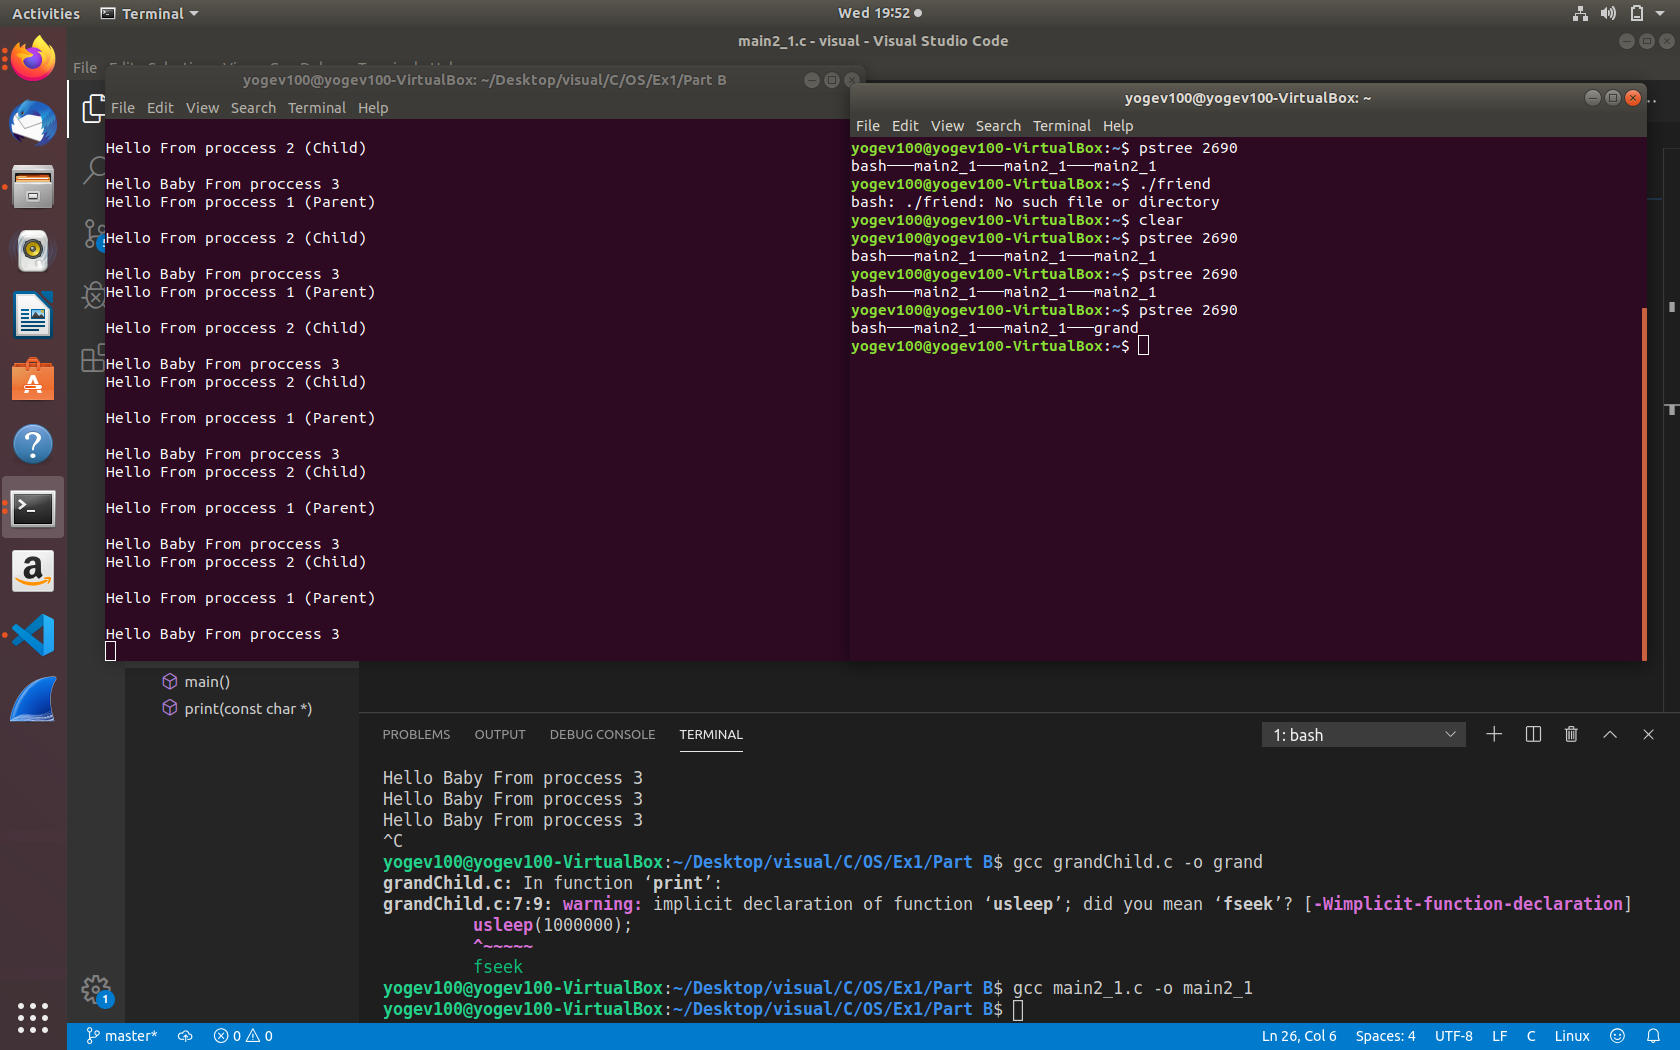 Activities
Terminal
Wed 19:52
main2_1.c - visual - Visual Studio Code
File
yogev100@yogev100-VirtualBox: ~/Desktop/visual/C/OS/Ex1/Part B
File Edit View Search Terminal Help
Hello From proccess 2 (Child)
Hello Baby From proccess 3
Hello From proccess 1 (Parent)
Hello From proccess 2 (Child)
Hello Baby From proccess 3
Hello From proccess 1 (Parent)
Hello From proccess 2 (Child)
Hello Baby From proccess 3
Hello From proccess 2 (Child)
Hello From proccess 1 (Parent)
Hello Baby From proccess 3
Hello From proccess 2 (Child)
Hello From proccess 1 (Parent)
Hello Baby From proccess 3
Hello From proccess 2 (Child)
Hello From proccess 1 (Parent)
Hello Baby From proccess 3
yogev100@yogev100-VirtualBox: ~
File Edit View Search Terminal Help
yogev100@yogev100-VirtualBox:~$ pstree 2690
bash───main2_1───main2_1───main2_1
yogev100@yogev100-VirtualBox:~$ ./friend
bash: ./friend: No such file or directory
yogev100@yogev100-VirtualBox:~$ clear
yogev100@yogev100-VirtualBox:~$ pstree 2690
bash───main2_1───main2_1───main2_1
yogev100@yogev100-VirtualBox:~$ pstree 2690
bash───main2_1───main2_1───main2_1
yogev100@yogev100-VirtualBox:~$ pstree 2690
bash───main2_1───main2_1───grand
yogev100@yogev100-VirtualBox:~$
main()
print(const char *)
PROBLEMS OUTPUT DEBUG CONSOLE TERMINAL
1: bash
Hello Baby From proccess 3
Hello Baby From proccess 3
Hello Baby From proccess 3
^C
yogev100@yogev100-VirtualBox:~/Desktop/visual/C/OS/Ex1/Part B$ gcc grandChild.c -o grand
grandChild.c: In function ‘print’:
grandChild.c:7:9: warning: implicit declaration of function ‘usleep’; did you mean ‘fseek’? [-Wimplicit-function-declaration]
usleep(1000000);
^~~~~~
fseek
yogev100@yogev100-VirtualBox:~/Desktop/visual/C/OS/Ex1/Part B$ gcc main2_1.c -o main2_1
yogev100@yogev100-VirtualBox:~/Desktop/visual/C/OS/Ex1/Part B$
1
master*
0
0
Ln 26, Col 6
Spaces: 4
UTF-8
LF
C
Linux